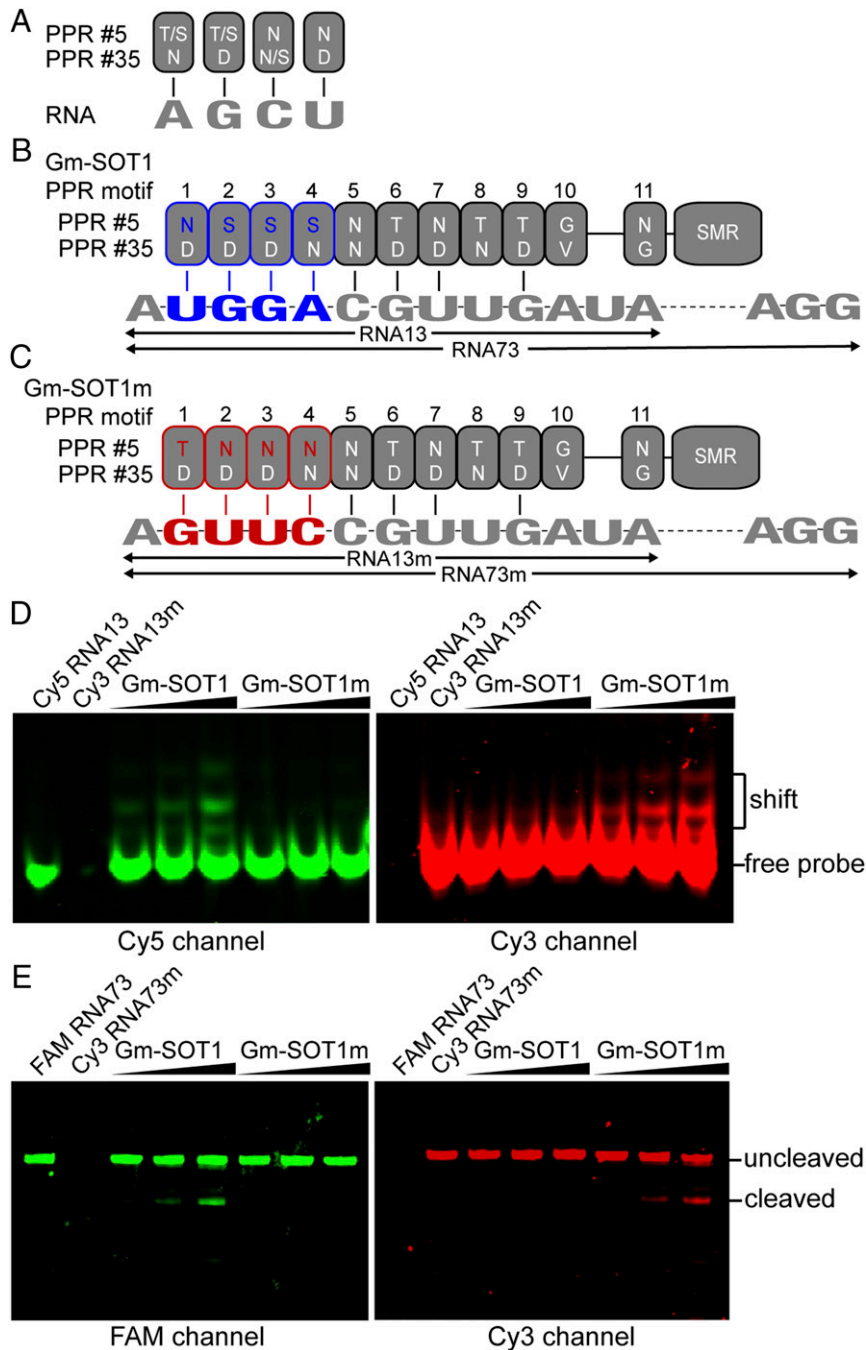 A
PPR #5 T/S T/S N N
PPR #35 N D N/S D
RNA A G C U
B
Gm-SOT1
PPR motif 1 2 3 4 5 6 7 8 9 10 11
PPR #5 N S S S N T N T T G N SMR
PPR #35 D D D N N D D N D V G
A U G G A C G U U G A U A A G G
RNA13
RNA73
C
Gm-SOT1m
PPR motif 1 2 3 4 5 6 7 8 9 10 11
PPR #5 T N N N N T N T T G N SMR
PPR #35 D D D N N D D N D V G
A G U U C C G U U G A U A A G G
RNA13m
RNA73m
D
Cy5 RNA13 Cy3 RNA13m Gm-SOT1 Gm-SOT1m Cy5 RNA13 Cy3 RNA13m Gm-SOT1 Gm-SOT1m
shift
free probe
Cy5 channel Cy3 channel
E
FAM RNA73 Cy3 RNA73m Gm-SOT1 Gm-SOT1m FAM RNA73 Cy3 RNA73m Gm-SOT1 Gm-SOT1m
uncleaved
cleaved
FAM channel Cy3 channel